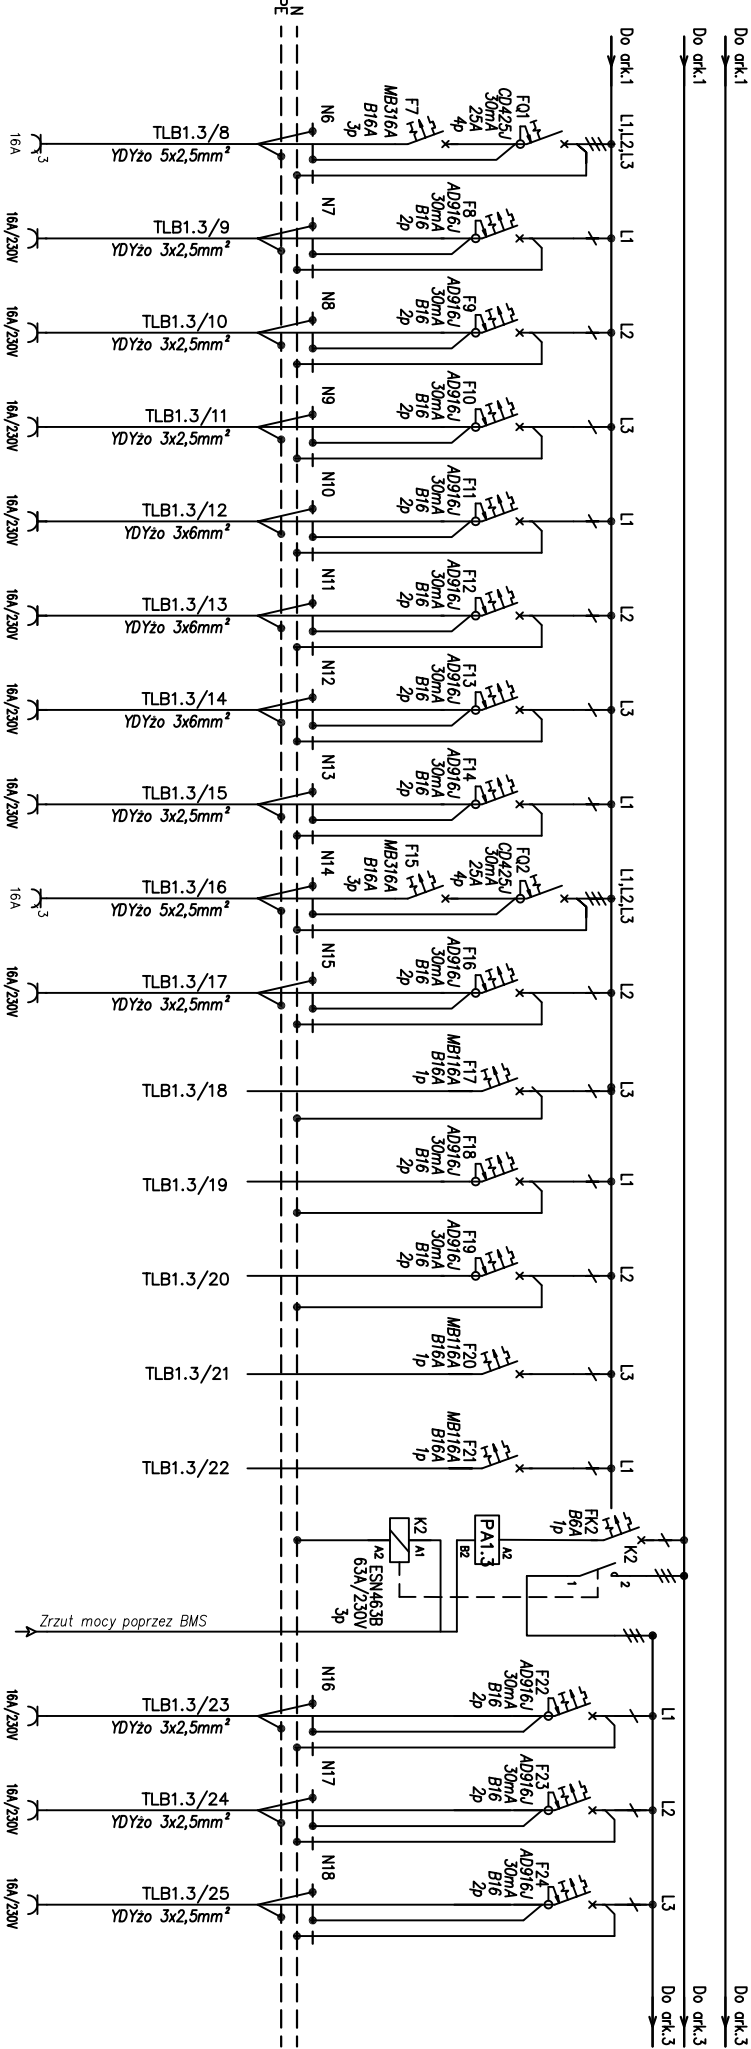 Do ark.1
Do ark.1
Do ark.1
L1,L2,L3
FQ1
CD425J
30mA
25A
4p
F7
MB316A
B16A
3p
N6
TLB1.3/8
YDYżo 5x2,5mm²
16A
3
L1
F8
AD916J
30mA
B16
2p
N7
TLB1.3/9
YDYżo 3x2,5mm²
16A/230V
L2
F9
AD916J
30mA
B16
2p
N8
TLB1.3/10
YDYżo 3x2,5mm²
16A/230V
L3
F10
AD916J
30mA
B16
2p
N9
TLB1.3/11
YDYżo 3x2,5mm²
16A/230V
L1
F11
AD916J
30mA
B16
2p
N10
TLB1.3/12
YDYżo 3x6mm²
16A/230V
L2
F12
AD916J
30mA
B16
2p
N11
TLB1.3/13
YDYżo 3x6mm²
16A/230V
L3
F13
AD916J
30mA
B16
2p
N12
TLB1.3/14
YDYżo 3x6mm²
16A/230V
L1
F14
AD916J
30mA
B16
2p
N13
TLB1.3/15
YDYżo 3x2,5mm²
16A/230V
L1,L2,L3
FQ2
CD425J
30mA
25A
4p
F15
MB316A
B16A
3p
N14
TLB1.3/16
YDYżo 5x2,5mm²
16A
3
L2
F16
AD916J
30mA
B16
2p
N15
TLB1.3/17
YDYżo 3x2,5mm²
16A/230V
L3
F17
MB116A
B16A
1p
TLB1.3/18
L1
F18
AD916J
30mA
B16
2p
TLB1.3/19
L2
F19
AD916J
30mA
B16
2p
TLB1.3/20
L3
F20
MB116A
B16A
1p
TLB1.3/21
L1
F21
MB116A
B16A
1p
TLB1.3/22
FK2
B6A
1p
K2
1
2
PA1.3
A2
B2
K2
A1
A2
ESN463B
63A/230V
3p
Zrzut mocy poprzez BMS
L1
F22
AD916J
30mA
B16
2p
N16
TLB1.3/23
YDYżo 3x2,5mm²
16A/230V
L2
F23
AD916J
30mA
B16
2p
N17
TLB1.3/24
YDYżo 3x2,5mm²
16A/230V
L3
F24
AD916J
30mA
B16
2p
N18
TLB1.3/25
YDYżo 3x2,5mm²
16A/230V
Do ark.3
Do ark.3
Do ark.3
N
PE